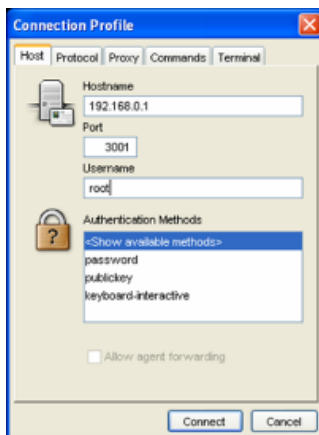 Connection Profile
Host Protocol Proxy Commands Terminal
Hostname
192.168.0.1
Port
3001
Username
root
Authentication Methods
<Show available methods>
password
publickey
keyboard-interactive
Allow agent forwarding
Connect Cancel